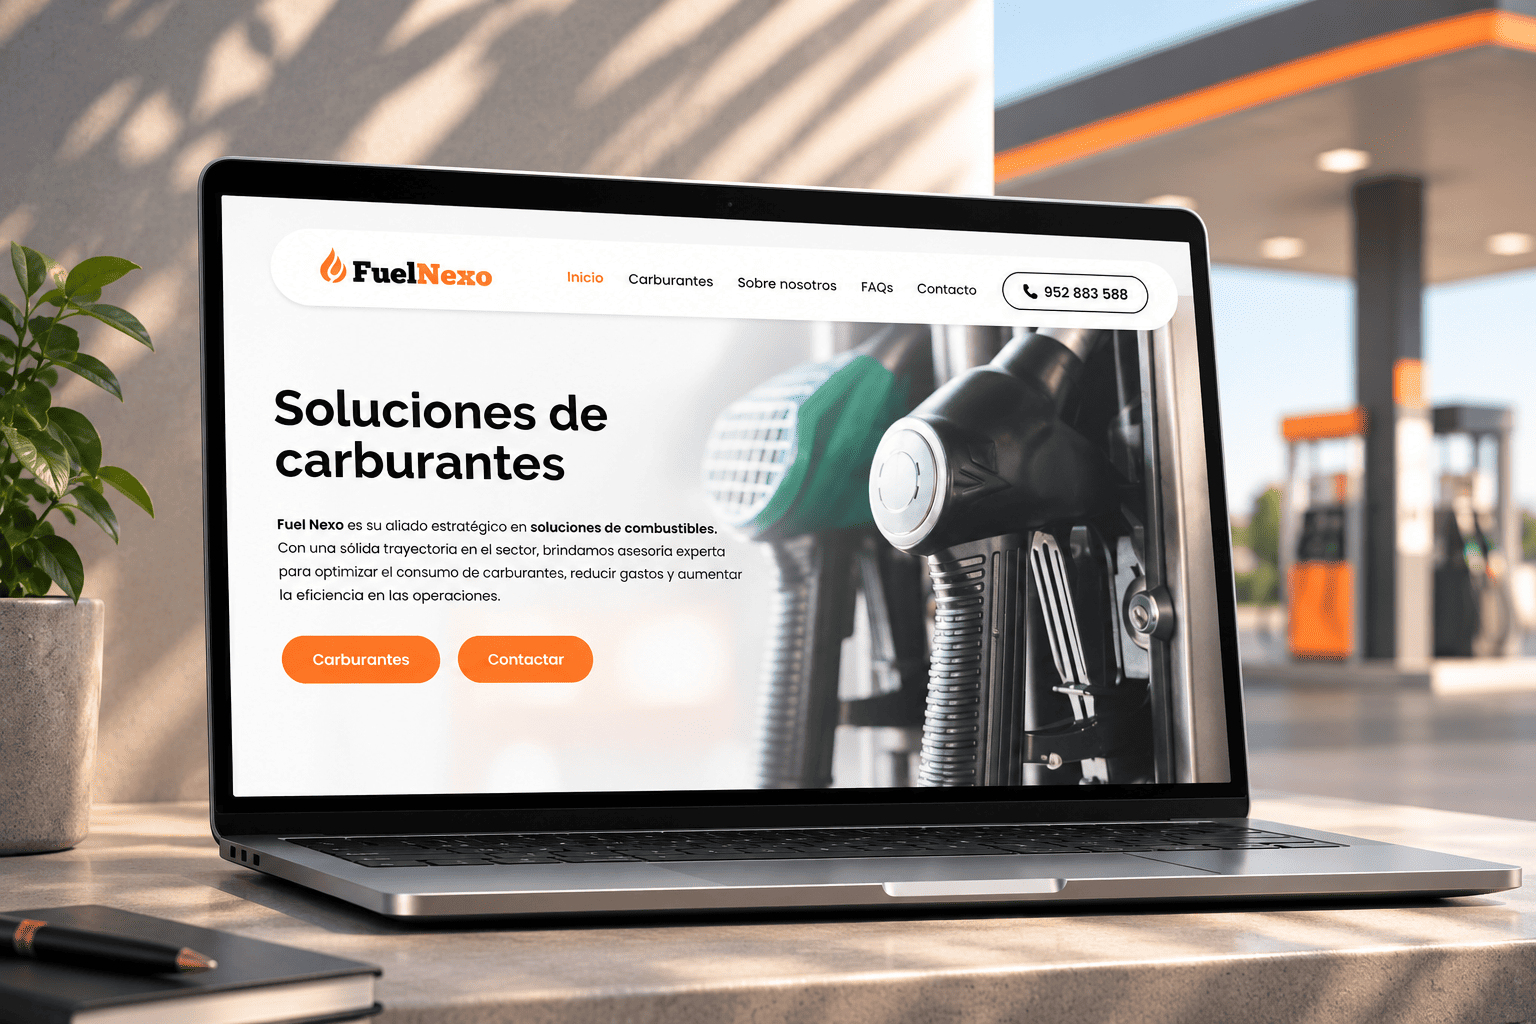 FuelNexo
Inicio
Carburantes
Sobre nosotros
FAQs
Contacto
952 883 588
Soluciones de
carburantes
Fuel Nexo es su aliado estratégico en soluciones de combustibles.
Con una sólida trayectoria en el sector, brindamos asesoría experta
para optimizar el consumo de carburantes, reducir gastos y aumentar
la eficiencia en las operaciones.
Carburantes
Contactar